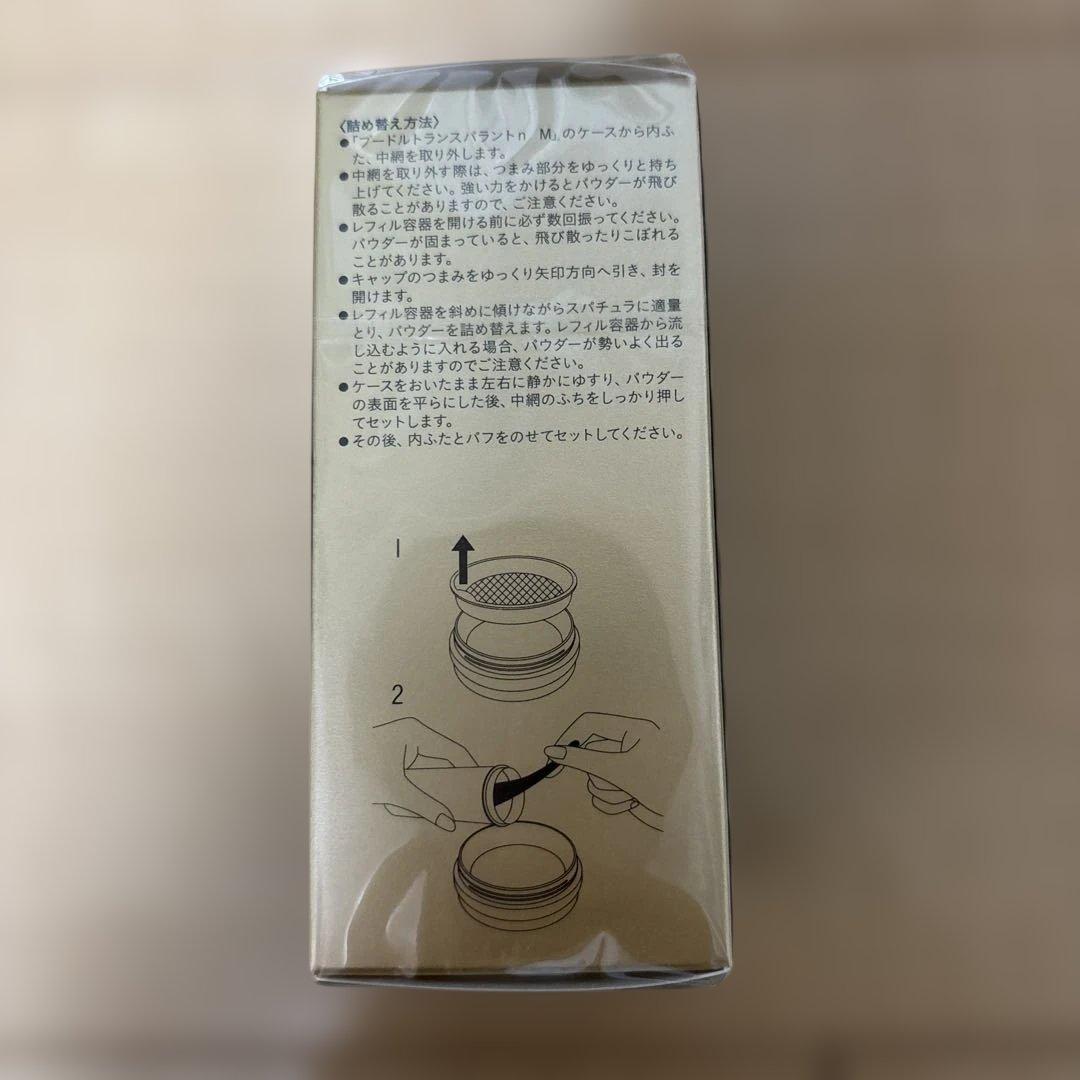 〈詰め替え方法〉
●「プードルトランスパラントn M」のケースから内ふ
た、中網を取り外します。
●中網を取り外す際は、つまみ部分をゆっくりと持ち
上げてください。強い力をかけるとパウダーが飛び
散ることがありますので、ご注意ください。
●レフィル容器を開ける前に必ず数回振ってください。
パウダーが固まっていると、飛び散ったりこぼれる
ことがあります。
●キャップのつまみをゆっくり矢印方向へ引き、封を
開けます。
●レフィル容器を斜めに傾けながらスパチュラに適量
とり、パウダーを詰め替えます。レフィル容器から流
し込むように入れる場合、パウダーが勢いよく出る
ことがありますのでご注意ください。
●ケースをおいたまま左右に静かにゆすり、パウダー
の表面を平らにした後、中網のふちをしっかり押し
てセットします。
●その後、内ふたとパフをのせてセットしてください。
1
2